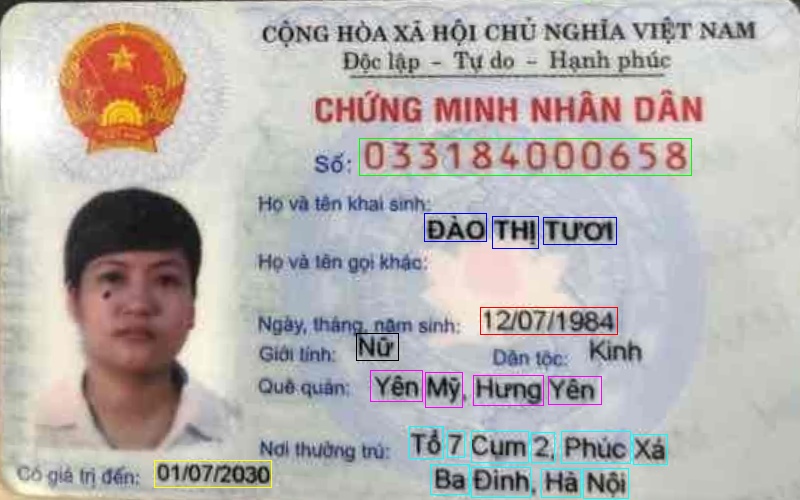 CỘNG HÒA XÃ HỘI CHỦ NGHĨA VIỆT NAM
Độc lập - Tự do - Hạnh phúc
CHỨNG MINH NHÂN DÂN
Số: 033184000658
Họ và tên khai sinh:
ĐÀO THỊ TƯƠI
Họ và tên gọi khác:
Ngày, tháng, năm sinh: 12/07/1984
Giới tính: Nữ Dân tộc: Kinh
Quê quán: Yên Mỹ, Hưng Yên
Nơi thường trú: Tổ 7 Cụm 2, Phúc Xá
Ba Đình, Hà Nội
Có giá trị đến: 01/07/2030